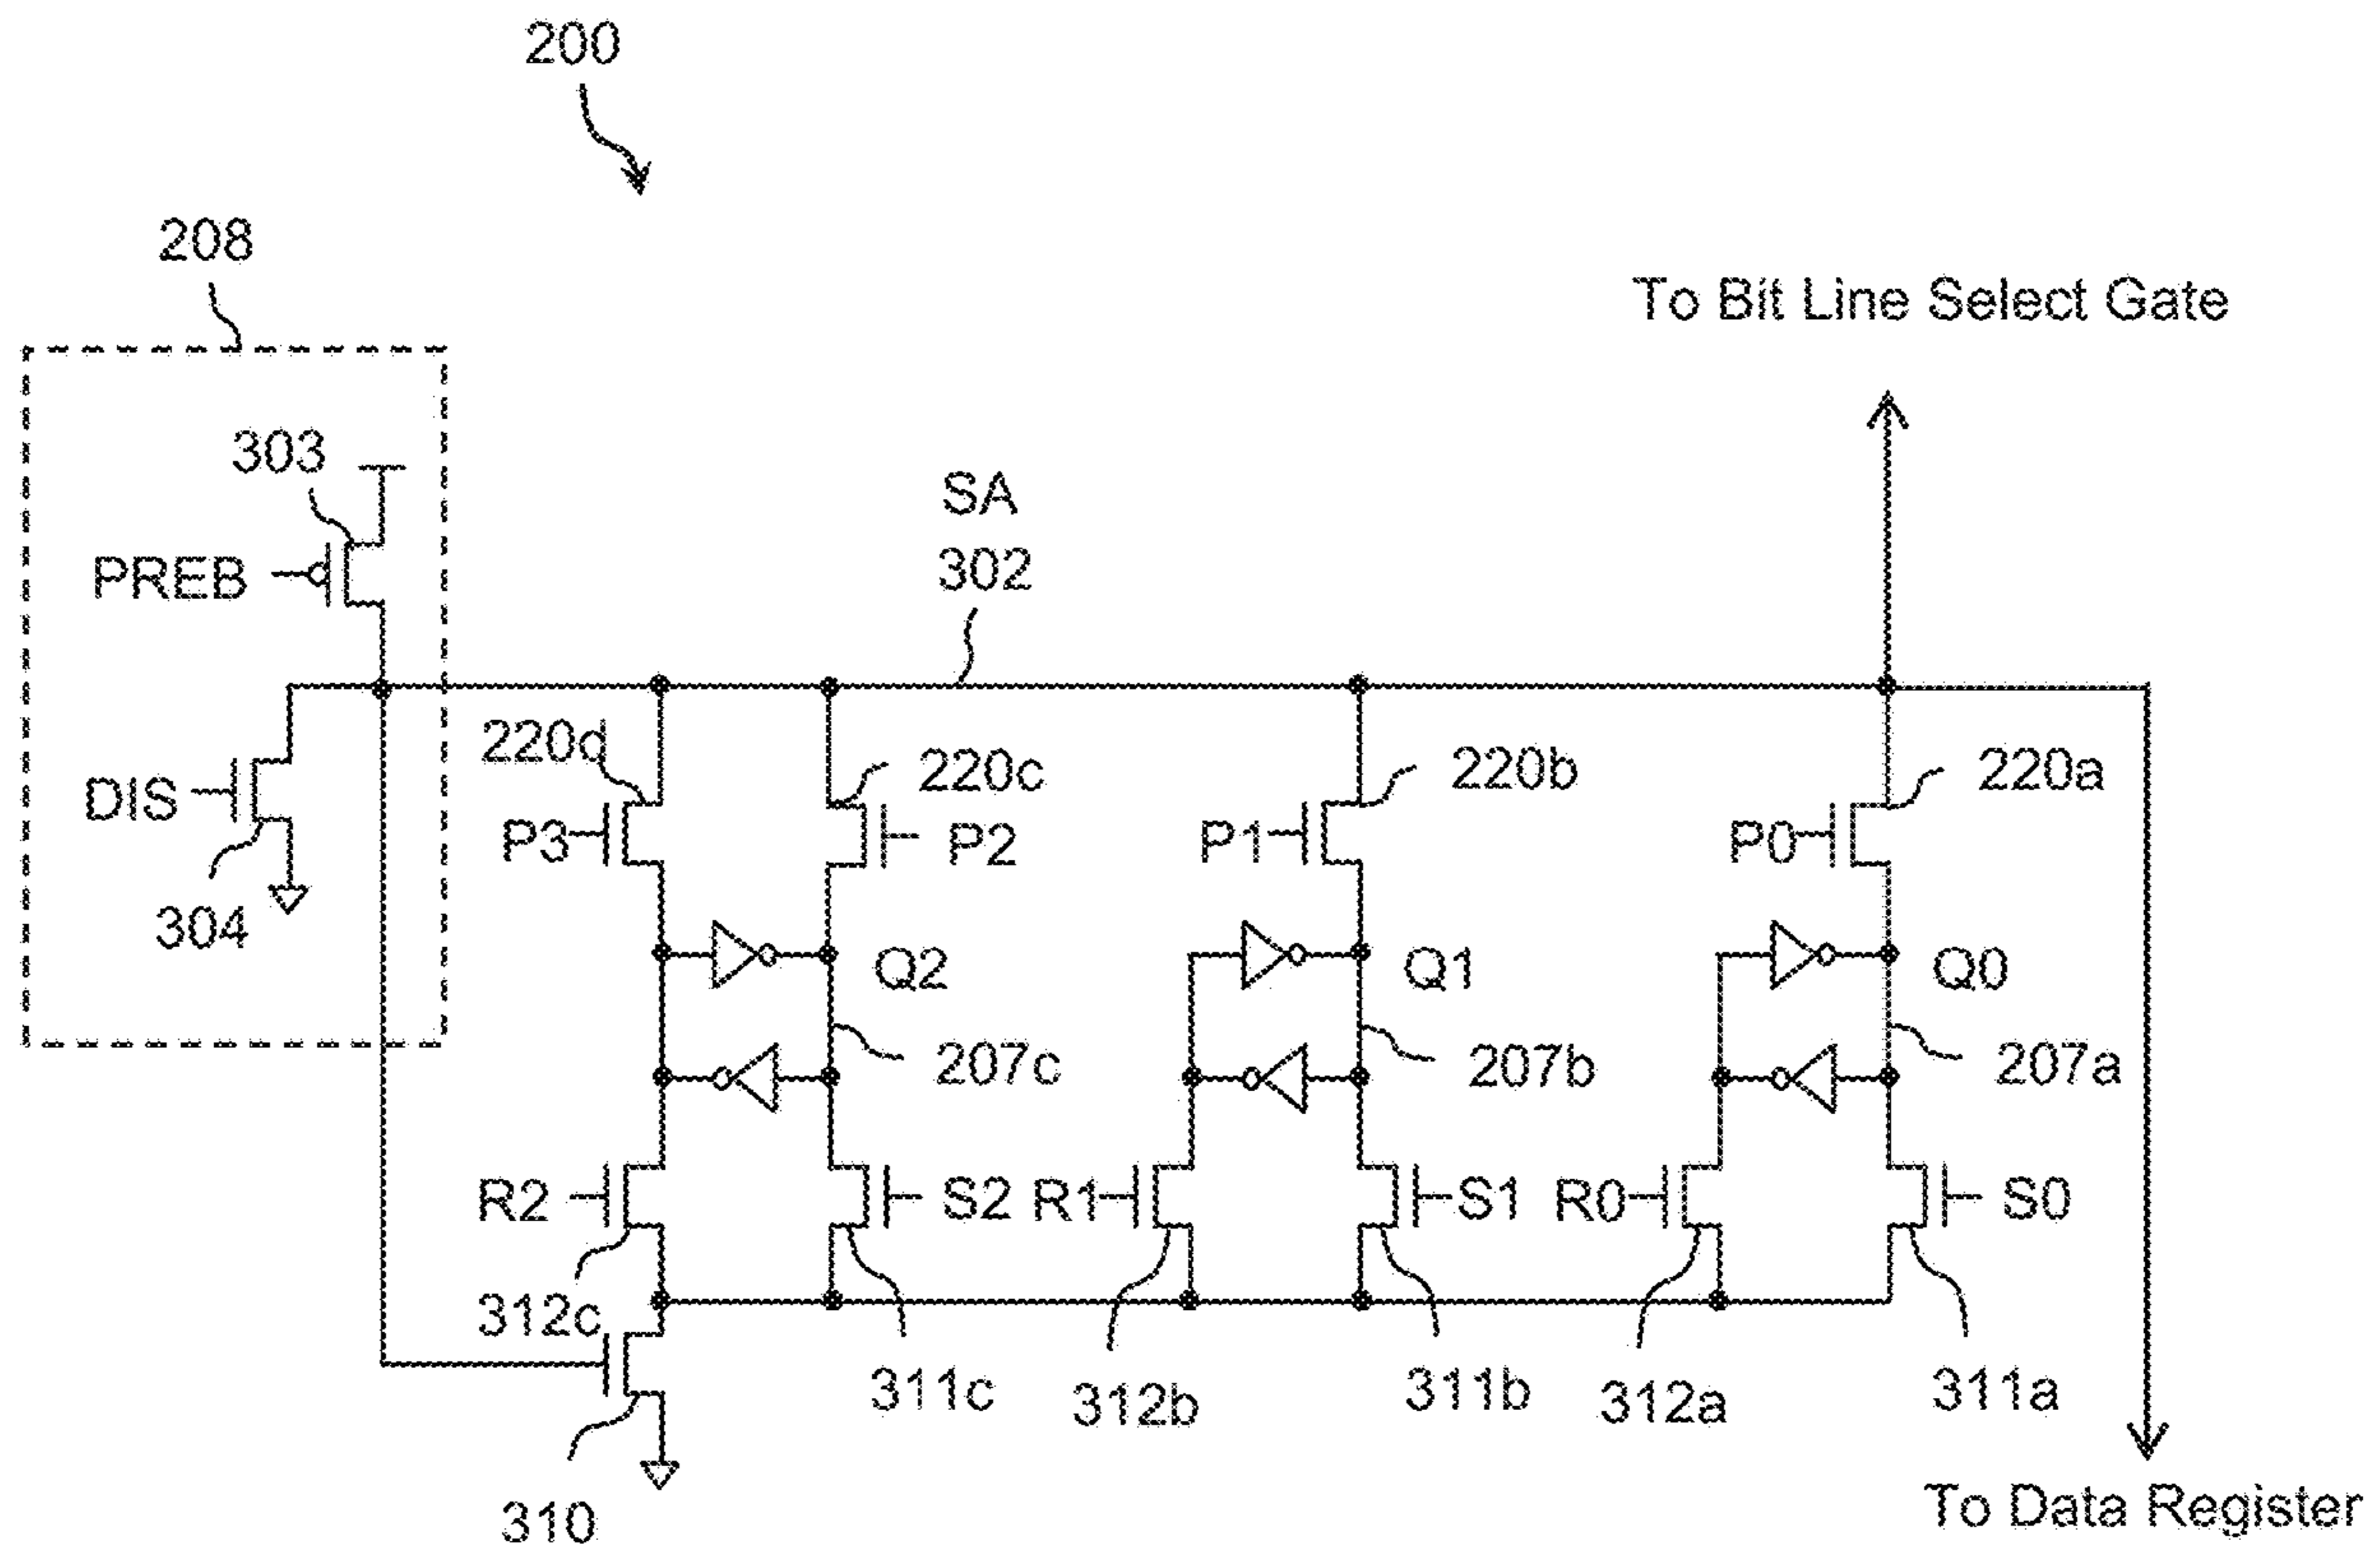 200
208
To Bit Line Select Gate
303
SA
PREB
302
220d
220c
220b
220a
DIS
P3
P2
P1
P0
304
Q2
Q1
Q0
207c
207b
207a
R2
S2
R1
S1
R0
S0
312c
311c
312b
311b
312a
311a
310
To Data Register